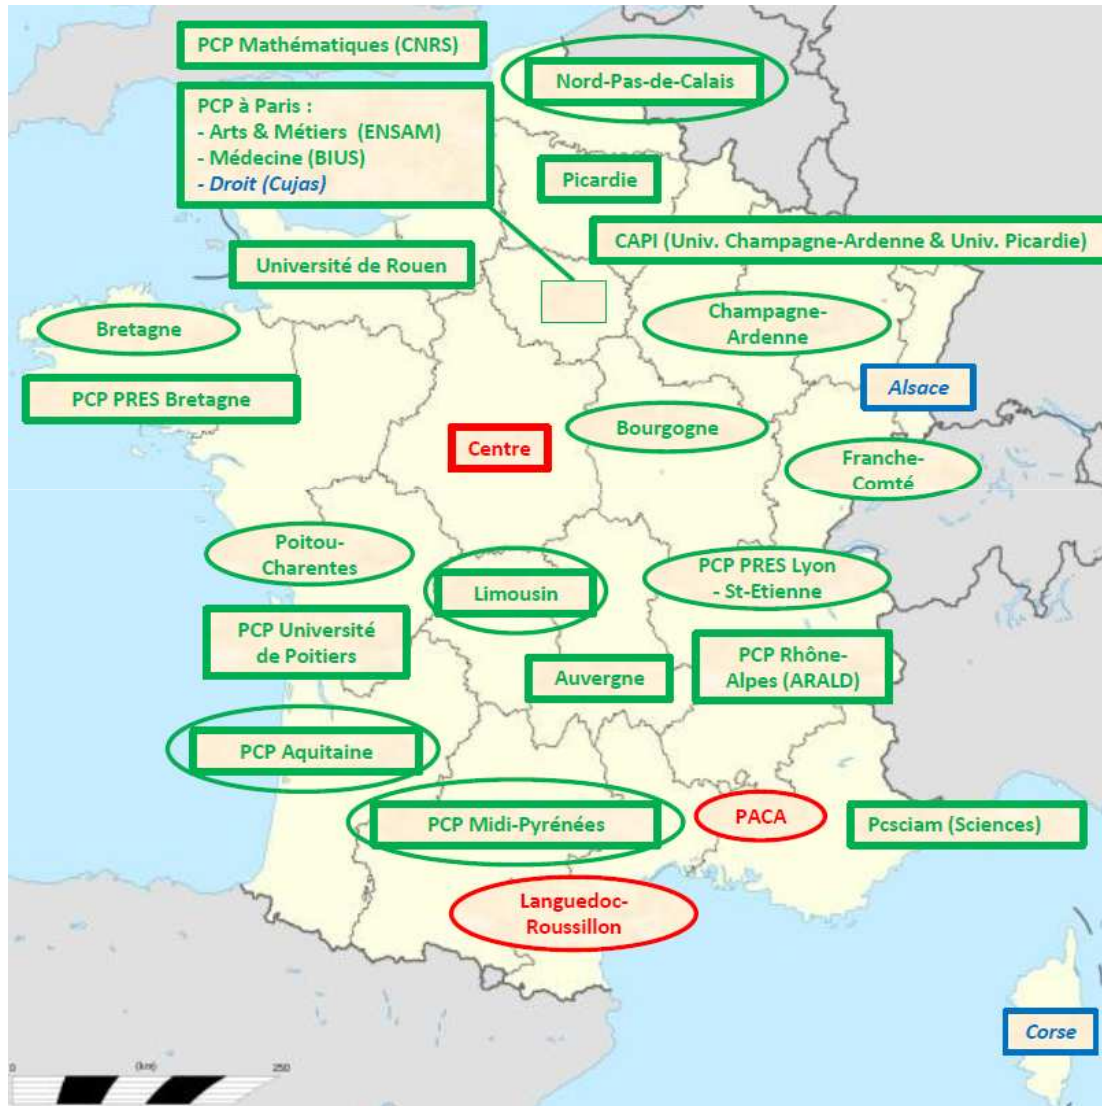 PCP Mathématiques (CNRS)
Nord-Pas-de-Calais
PCP à Paris :
- Arts & Métiers (ENSAM)
- Médecine (BIUS)
- Droit (Cujas)
Picardie
CAPI (Univ. Champagne-Ardenne & Univ. Picardie)
Université de Rouen
Bretagne
Champagne-
Ardenne
PCP PRES Bretagne
Alsace
Bourgogne
Centre
Franche-
Comté
Poitou-
Charentes
PCP PRES Lyon
- St-Etienne
Limousin
PCP Université
de Poitiers
PCP Rhône-
Alpes (ARALD)
Auvergne
PCP Aquitaine
PCP Midi-Pyrénées
PACA
Pcsciam (Sciences)
Languedoc-
Roussillon
Corse
0 (km) 250